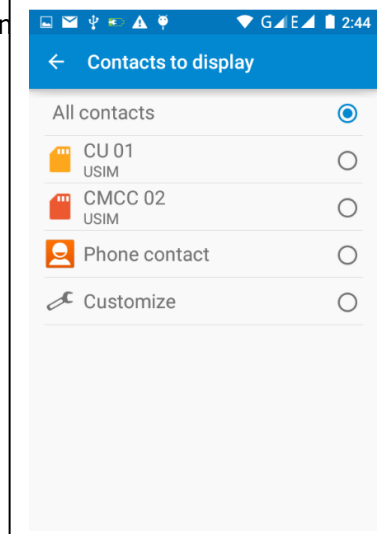 n
G E 2:44
Contacts to display
All contacts
CU 01
USIM
CMCC 02
USIM
Phone contact
Customize